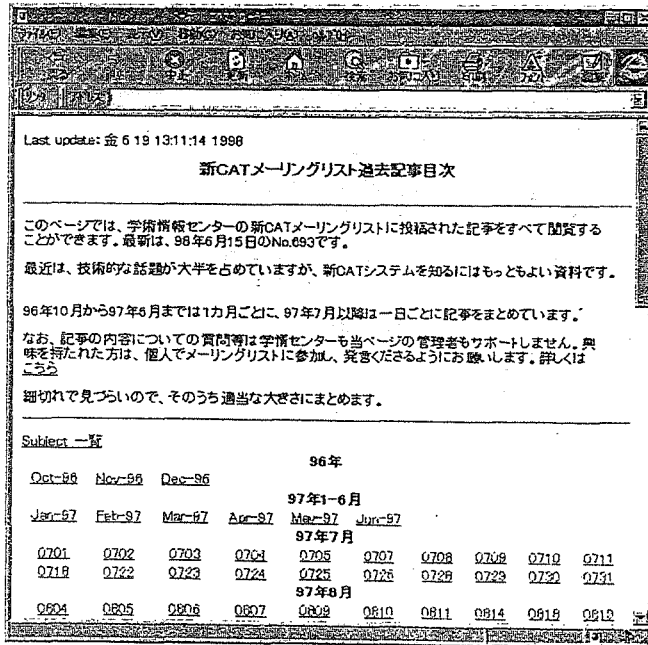 Last update: 金 6 19 13:11:14 1998
新CATメーリングリスト過去記事目次
このページでは、学術情報センターの新CATメーリングリストに投稿された記事をすべて閲覧する
ことができます。最新は、98年6月15日のNo.693です。
最近は、技術的な話題が大半を占めていますが、新CATシステムを知るにはもっともよい資料です。
96年10月から97年6月までは1カ月ごとに、97年7月以降は一日ごとに記事をまとめています。
なお、記事の内容についての質問等は学情センターも当ページの管理者もサポートしません。興
味を持たれた方は、個人でメーリングリストに参加し、発言くださるようにお願いします。詳しくは
こちら
細切れで見づらいので、そのうち適当な大きさにまとめます。
Subject 一覧
96年
Oct-96 Nov-96 Dec-96
97年1-6月
Jan-97 Feb-97 Mar-97 Apr-97 May-97 Jun-97
97年7月
0701 0702 0703 0704 0705 0707 0708 0709 0710 0711
0718 0722 0723 0724 0725 0726 0728 0729 0730 0731
97年8月
0804 0805 0806 0807 0809 0810 0811 0814 0818 0819